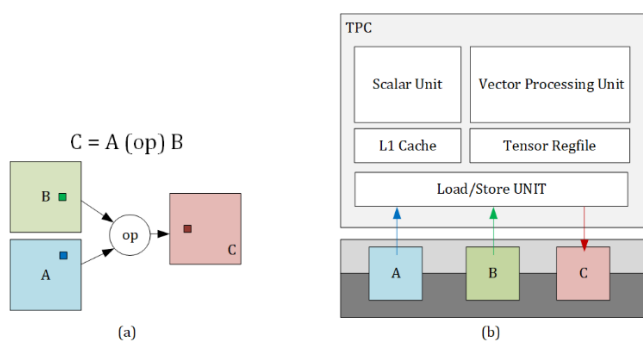 C = A (op) B
B
A
op
C
(a)
TPC
Scalar Unit
Vector Processing Unit
L1 Cache
Tensor Regfile
Load/Store UNIT
A
B
C
(b)